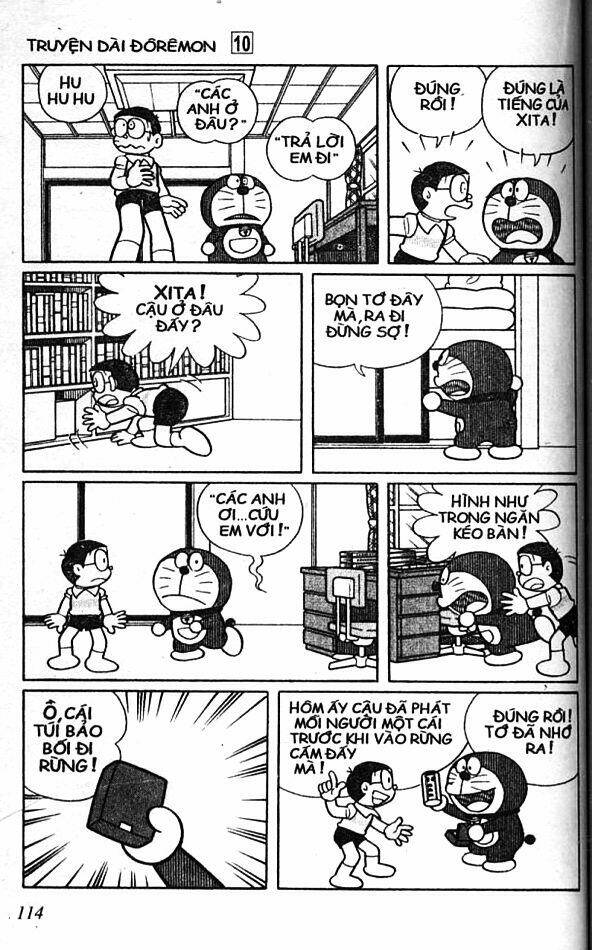 TRUYỆN DÀI ĐÔRÊMON 10
HU
HU HU
"CÁC
ANH Ở
ĐÂU?"
"TRẢ LỜI
EM ĐI"
ĐÚNG
RỒI!
ĐÚNG LÀ
TIẾNG CỦA
XITA!
XITA!
CẬU Ở ĐÂU
ĐẤY?
BỌN TỚ ĐÂY
MÀ, RA ĐI
ĐỪNG SỢ!
"CÁC ANH
ƠI...CỨU
EM VỚI!"
HÌNH NHƯ
TRONG NGĂN
KÉO BÀN!
Ồ, CÁI
TÚI BẢO
BỐI ĐI
RỪNG!
HÔM ẤY CẬU ĐÃ PHÁT
MỖI NGƯỜI MỘT CÁI
TRƯỚC KHI VÀO RỪNG
CẤM ĐẤY
MÀ!
ĐÚNG RỒI!
TỚ ĐÃ NHỚ
RA!
114